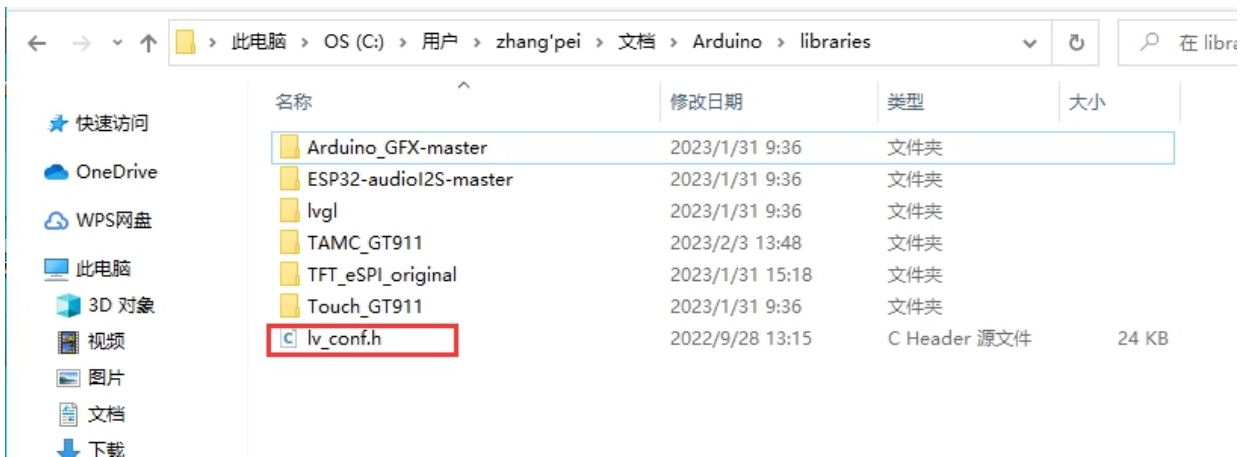 此电脑 > OS (C:) > 用户 > zhang'pei > 文档 > Arduino > libraries
在 libra
名称 修改日期 类型 大小
快速访问
OneDrive
WPS网盘
此电脑
3D 对象
视频
图片
文档
下载
Arduino_GFX-master 2023/1/31 9:36 文件夹
ESP32-audioI2S-master 2023/1/31 9:36 文件夹
lvgl 2023/1/31 9:36 文件夹
TAMC_GT911 2023/2/3 13:48 文件夹
TFT_eSPI_original 2023/1/31 15:18 文件夹
Touch_GT911 2023/1/31 9:36 文件夹
lv_conf.h 2022/9/28 13:15 C Header 源文件 24 KB